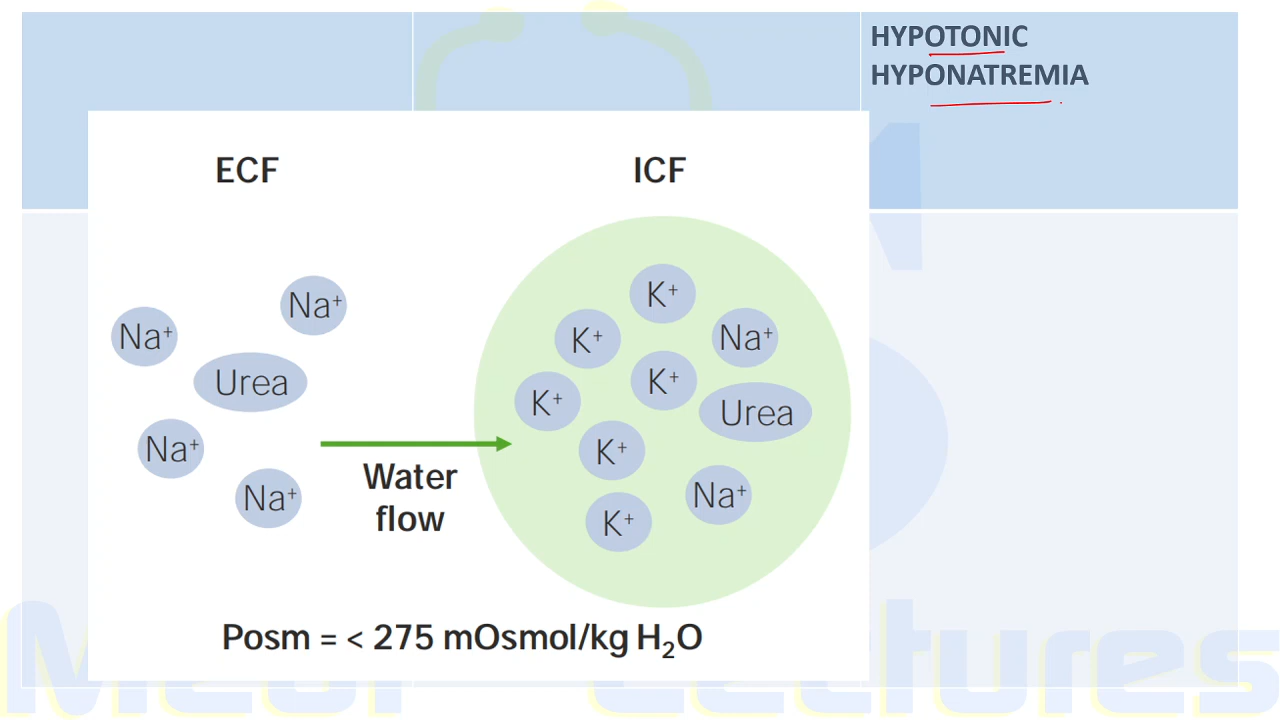 HYPOTONIC
HYPONATREMIA
ECF
ICF
Na⁺
Na⁺
Urea
Na⁺
Na⁺
Water
flow
K⁺
K⁺
Na⁺
K⁺
K⁺
Urea
K⁺
Na⁺
K⁺
Posm = < 275 mOsmol/kg H₂O
Lectures